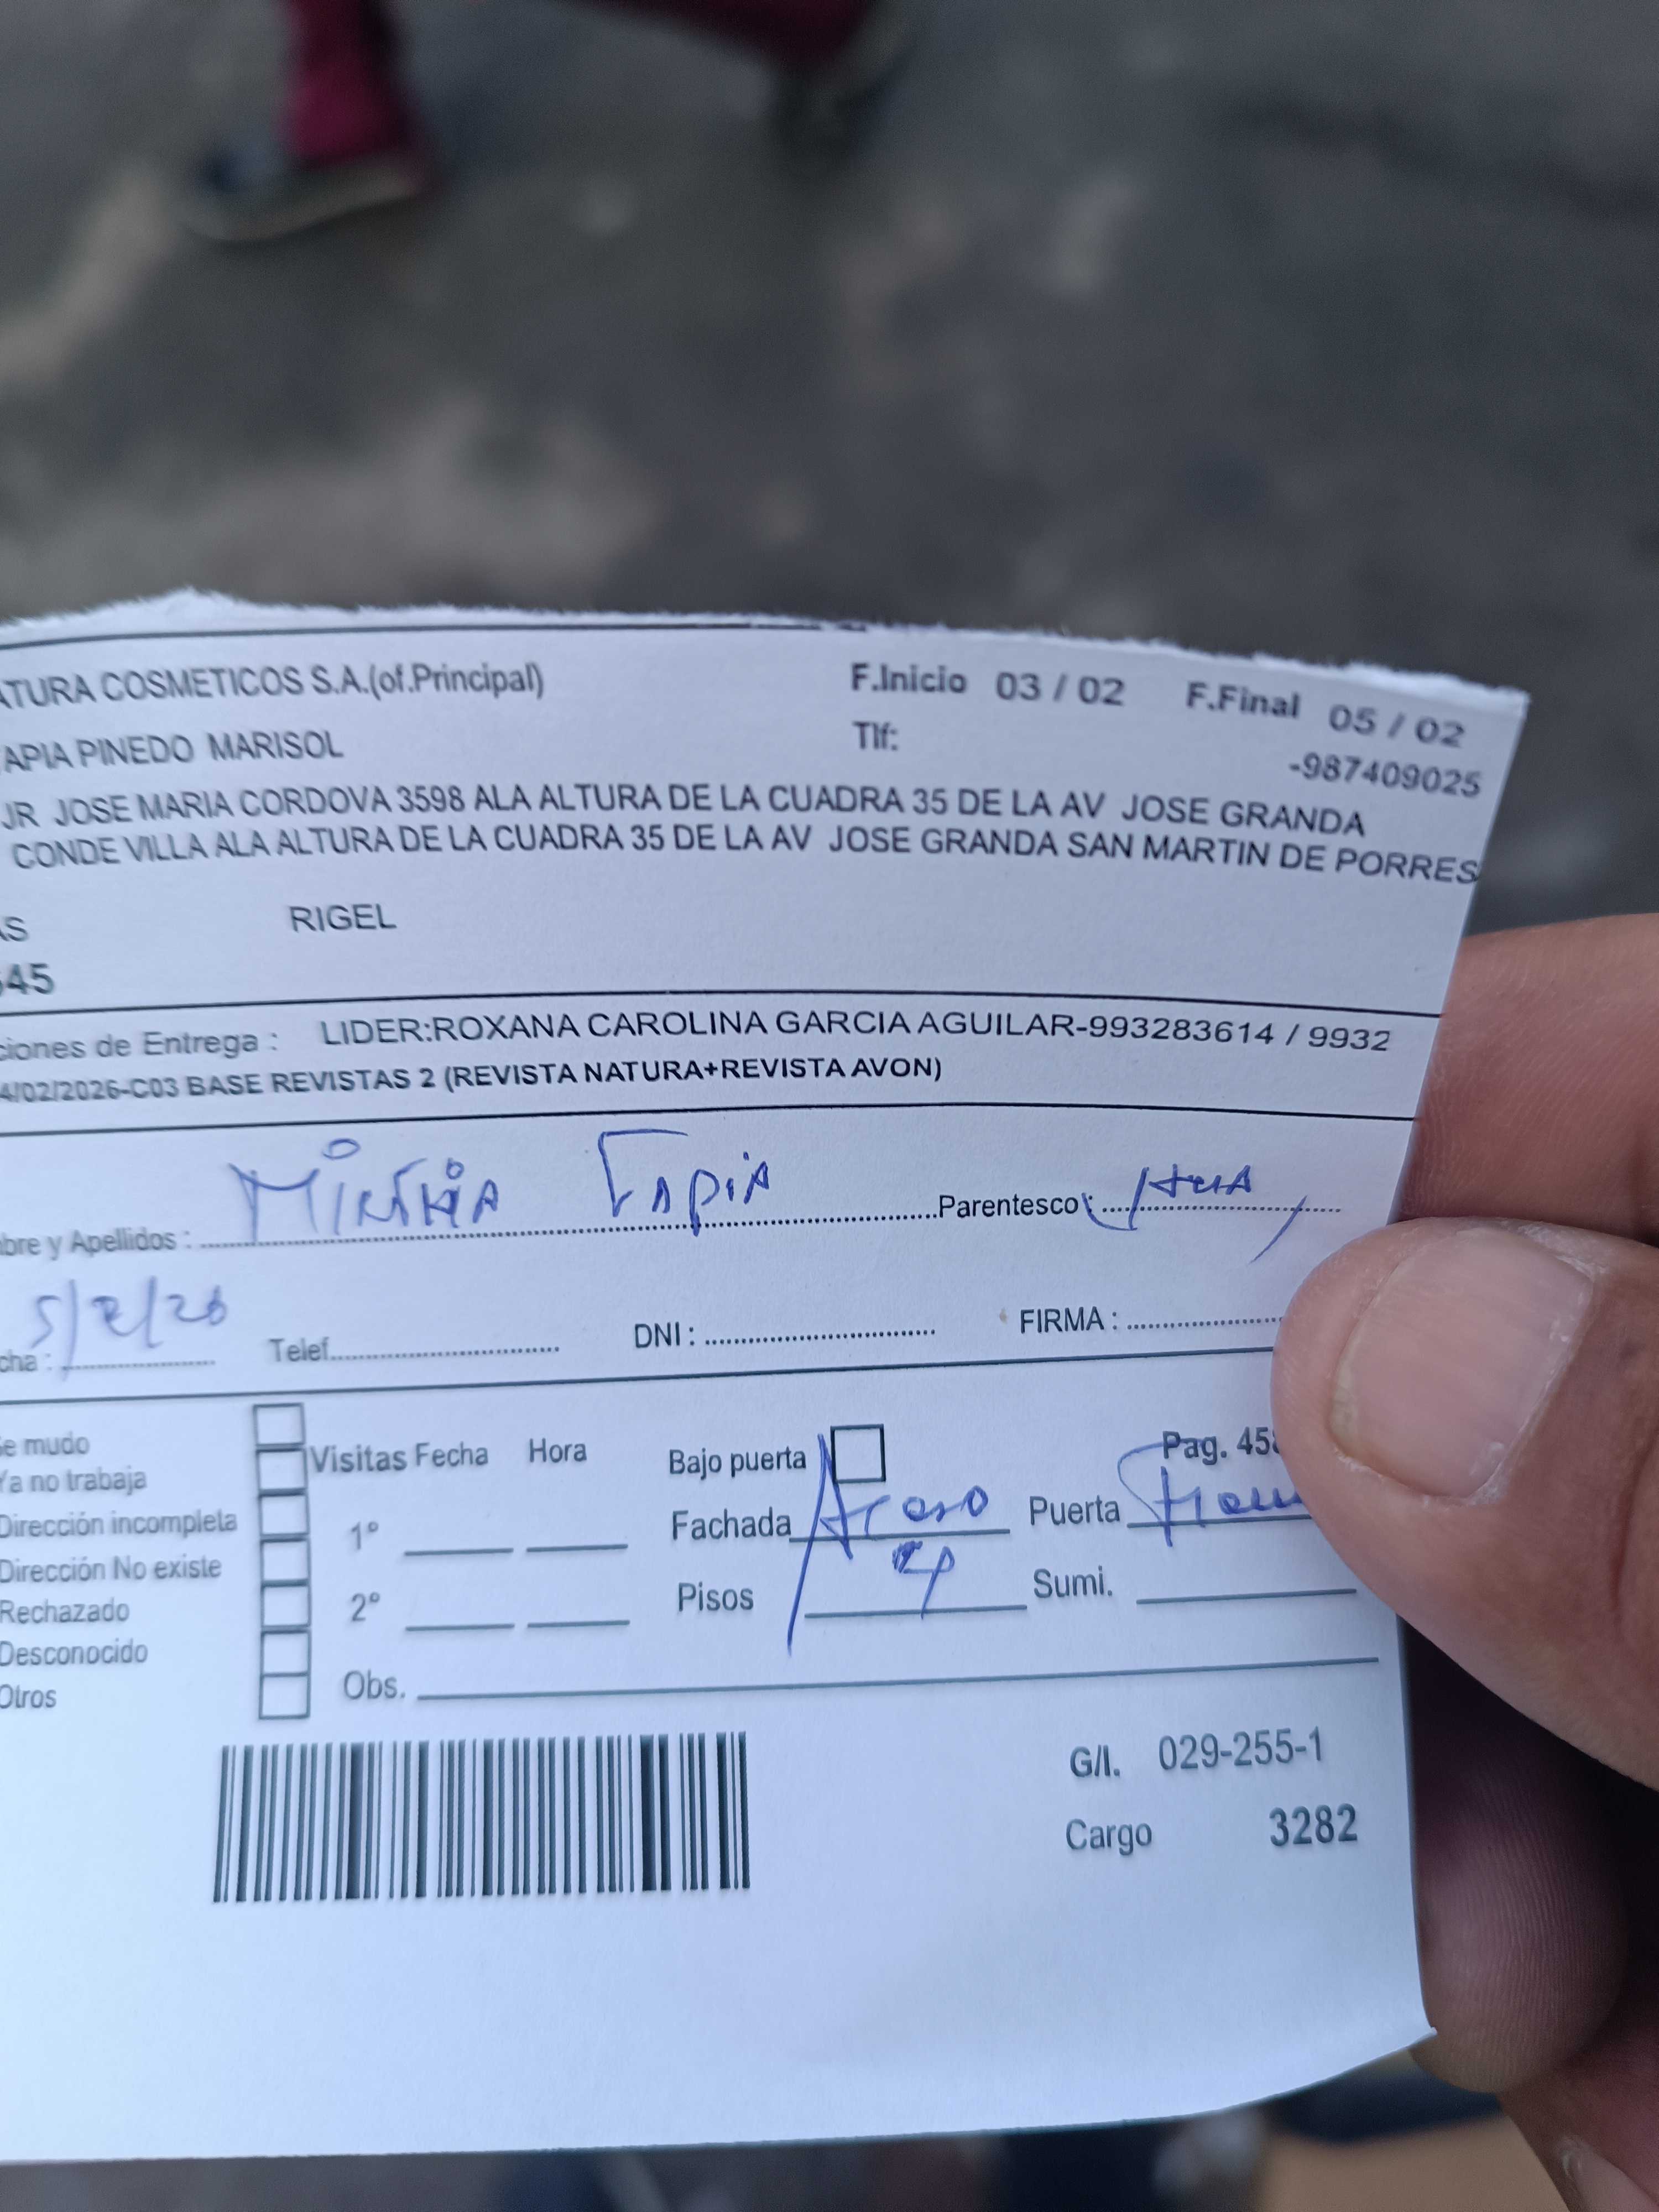 ATURA COSMETICOS S.A.(of.Principal) F.Inicio 03 / 02 F.Final 05 / 02
APIA PINEDO MARISOL Tlf: -987409025
JR JOSE MARIA CORDOVA 3598 ALA ALTURA DE LA CUADRA 35 DE LA AV JOSE GRANDA
CONDE VILLA ALA ALTURA DE LA CUADRA 35 DE LA AV JOSE GRANDA SAN MARTIN DE PORRES
AS RIGEL
645
ciones de Entrega : LIDER:ROXANA CAROLINA GARCIA AGUILAR-993283614 / 9932
4/02/2026-C03 BASE REVISTAS 2 (REVISTA NATURA+REVISTA AVON)
bre y Apellidos : Tapia Parentesco :
cha : 5/2/26 Telef. DNI : FIRMA :
Se mudo
Ya no trabaja
Dirección incompleta
Dirección No existe
Rechazado
Desconocido
Otros
Visitas Fecha Hora
1º
2º
Obs.
Bajo puerta Pag. 458
Fachada Puerta
Pisos Sumi.
G/I. 029-255-1
Cargo 3282